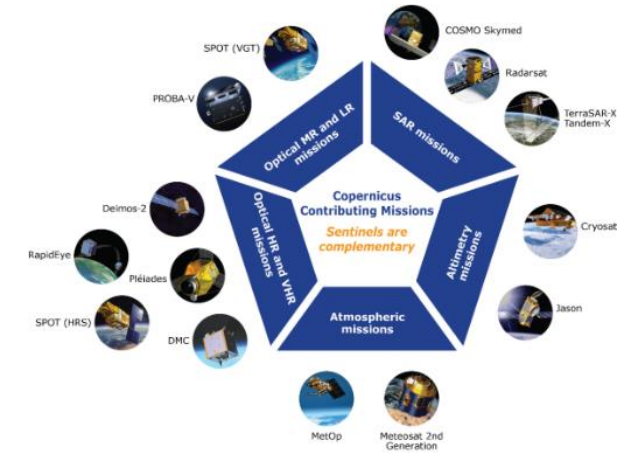 SPOT (VGT)
PROBA-V
Optical MR and LR
missions
COSMO Skymed
Radarsat
TerraSAR-X
Tandem-X
SAR missions
Copernicus
Contributing Missions
Sentinels are
complementary
Deimos-2
RapidEye
Pléiades
SPOT (HRS)
DMC
Optical HR and VHR
missions
Altimetry
missions
Cryosat
Jason
Atmospheric
missions
MetOp
Meteosat 2nd
Generation